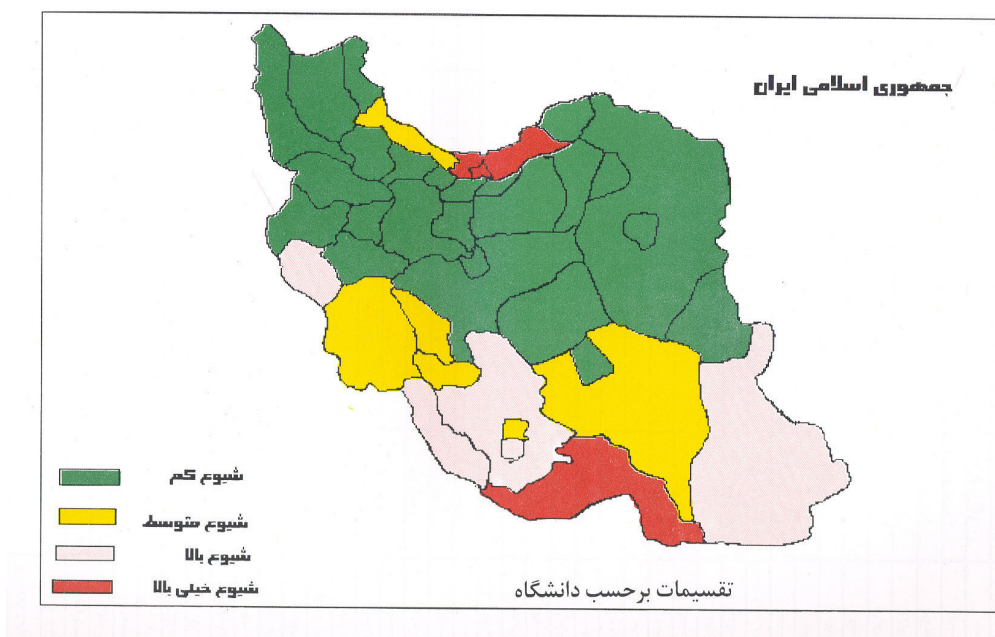 جمهوری اسلامی ایران
شیوع کم
شیوع متوسط
شیوع بالا
شیوع خیلی بالا
تقسیمات برحسب دانشگاه